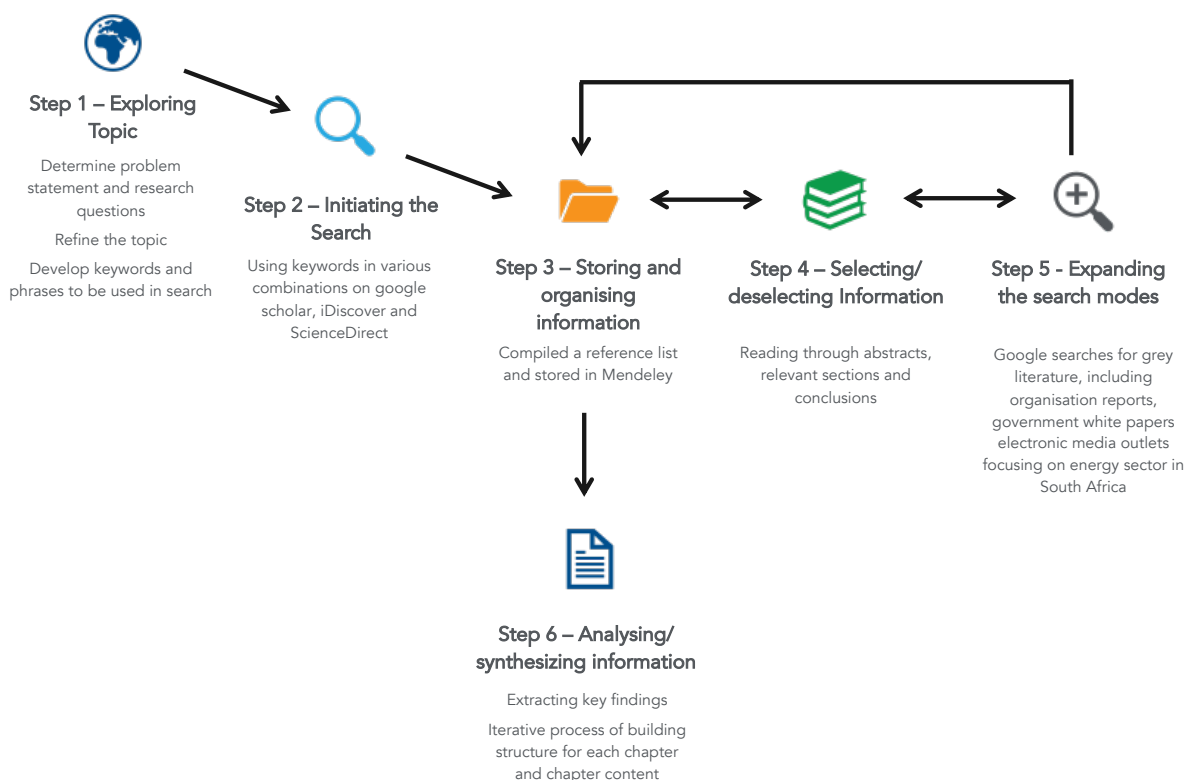 Step 1 – Exploring
Topic
Determine problem
statement and research
questions
Refine the topic
Develop keywords and
phrases to be used in search
Step 2 – Initiating the
Search
Using keywords in various
combinations on google
scholar, iDiscover and
ScienceDirect
Step 3 – Storing and
organising
information
Compiled a reference list
and stored in Mendeley
Step 4 – Selecting/
deselecting Information
Reading through abstracts,
relevant sections and
conclusions
Step 5 - Expanding
the search modes
Google searches for grey
literature, including
organisation reports,
government white papers
electronic media outlets
focusing on energy sector in
South Africa
Step 6 – Analysing/
synthesizing information
Extracting key findings
Iterative process of building
structure for each chapter
and chapter content